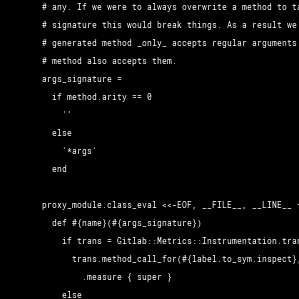 # any. If we were to always overwrite a method to ta
# signature this would break things. As a result we
# generated method _only_ accepts regular arguments
# method also accepts them.
args_signature =
if method.arity == 0
''
else
'*args'
end
proxy_module.class_eval <<-EOF, __FILE__, __LINE__
def #{name}(#{args_signature})
if trans = Gitlab::Metrics::Instrumentation.tran
trans.method_call_for(#{label.to_sym.inspect},
.measure { super }
else